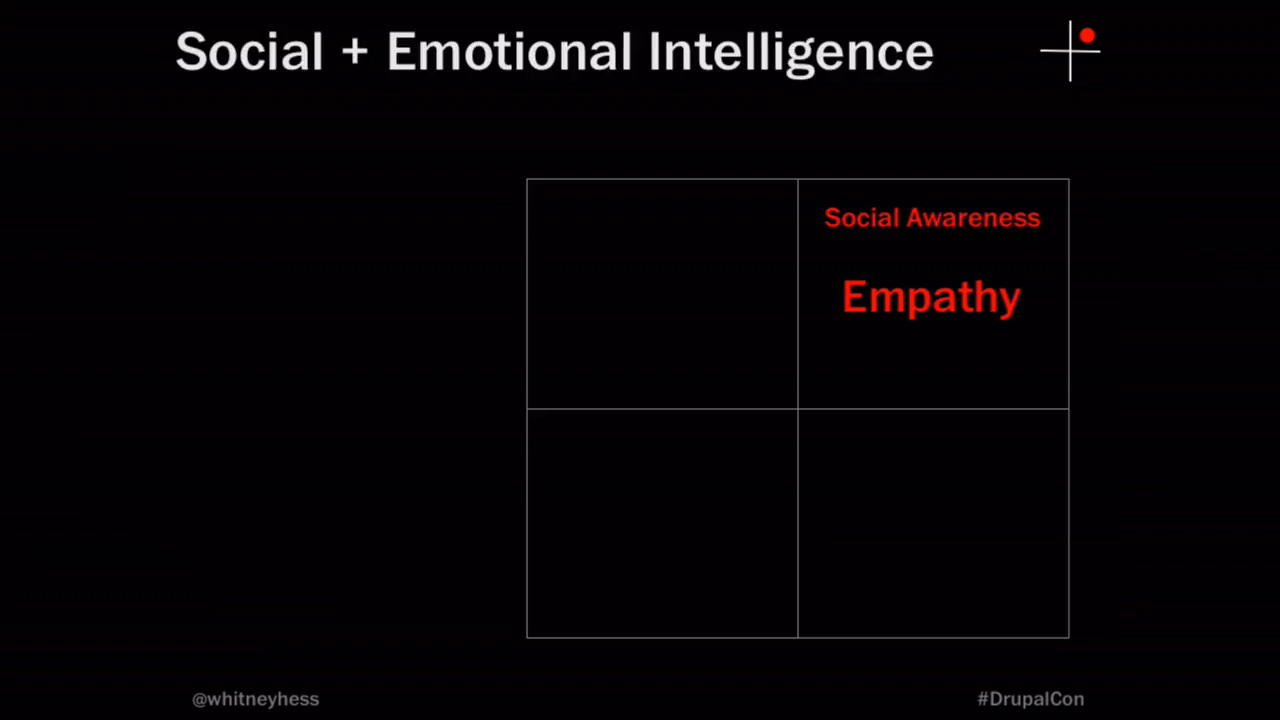 Social + Emotional Intelligence
Social Awareness
Empathy
@whitneyhess
#DrupalCon